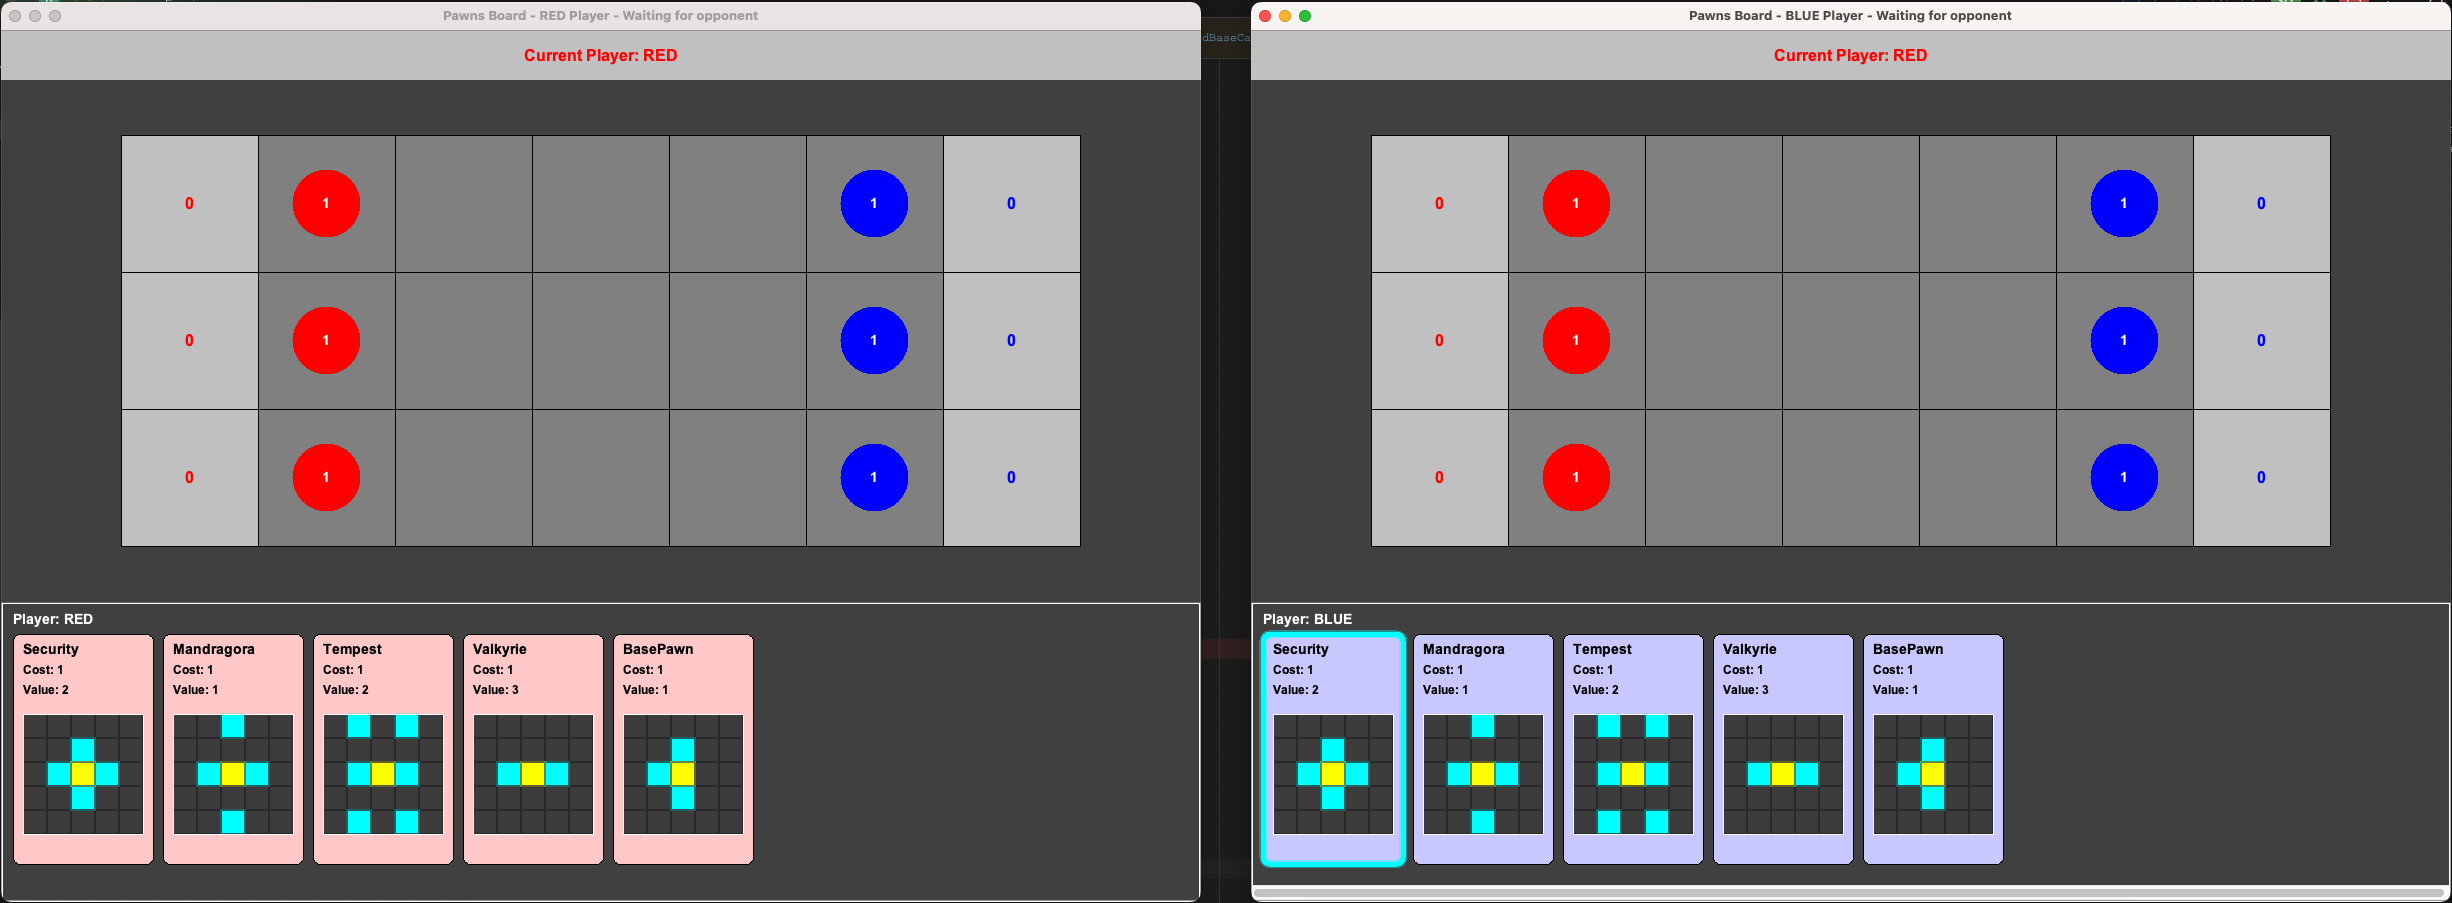 Pawns Board - RED Player - Waiting for opponent
Current Player: RED
0 1 1 0
0 1 1 0
0 1 1 0
Player: RED
Security Mandragora Tempest Valkyrie BasePawn
Cost: 1 Cost: 1 Cost: 1 Cost: 1 Cost: 1
Value: 2 Value: 1 Value: 2 Value: 3 Value: 1
dBaseCa
Pawns Board - BLUE Player - Waiting for opponent
Current Player: RED
0 1 1 0
0 1 1 0
0 1 1 0
Player: BLUE
Security Mandragora Tempest Valkyrie BasePawn
Cost: 1 Cost: 1 Cost: 1 Cost: 1 Cost: 1
Value: 2 Value: 1 Value: 2 Value: 3 Value: 1